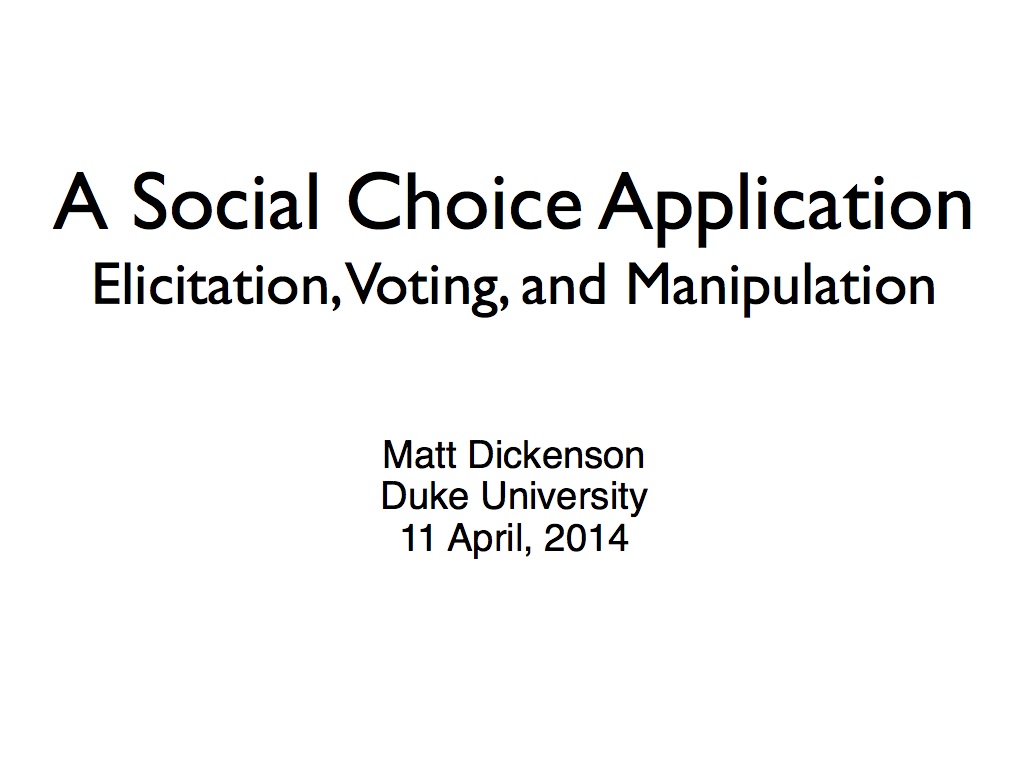 A Social Choice Application
Elicitation, Voting, and Manipulation
Matt Dickenson
Duke University
11 April, 2014